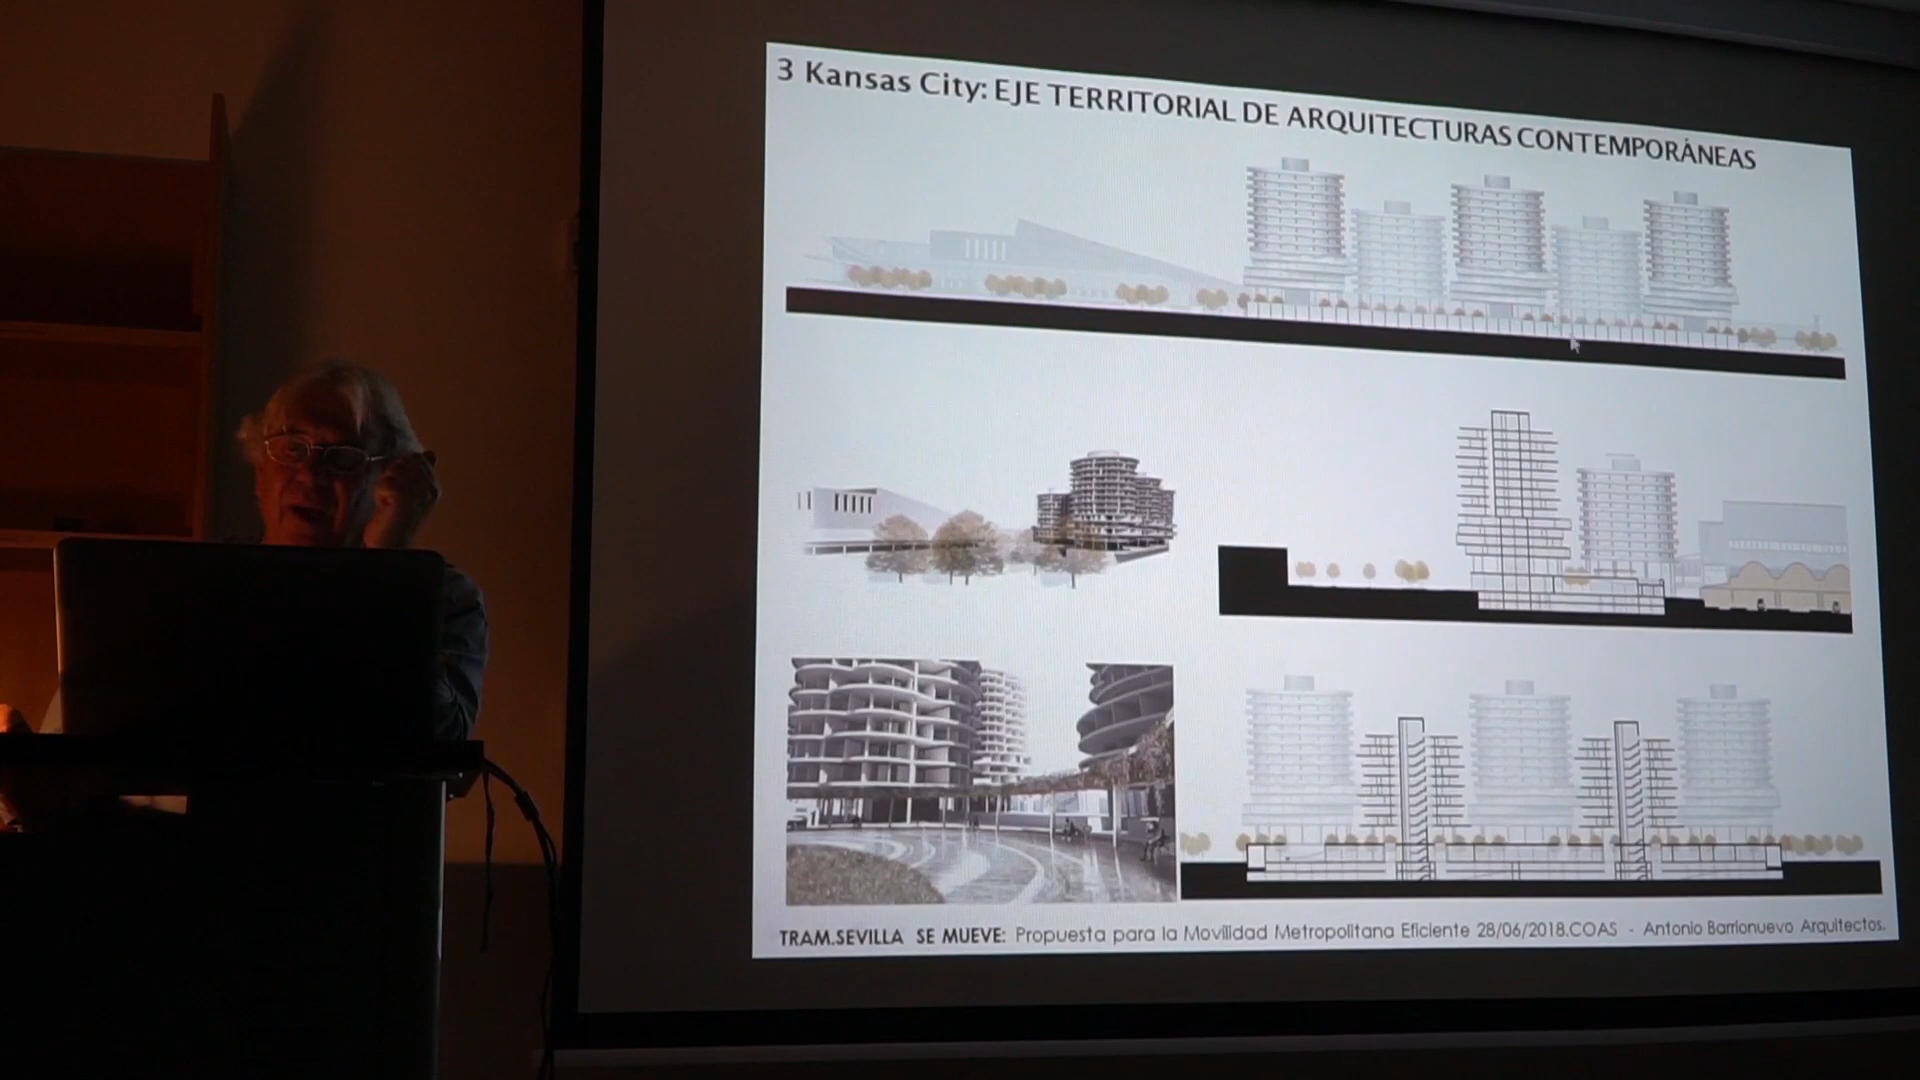 3 Kansas City: EJE TERRITORIAL DE ARQUITECTURAS CONTEMPORÁNEAS
TRAM.SEVILLA SE MUEVE: Propuesta para la Movilidad Metropolitana Eficiente 28/06/2018.COAS - Antonio Barrionuevo Arquitectos.